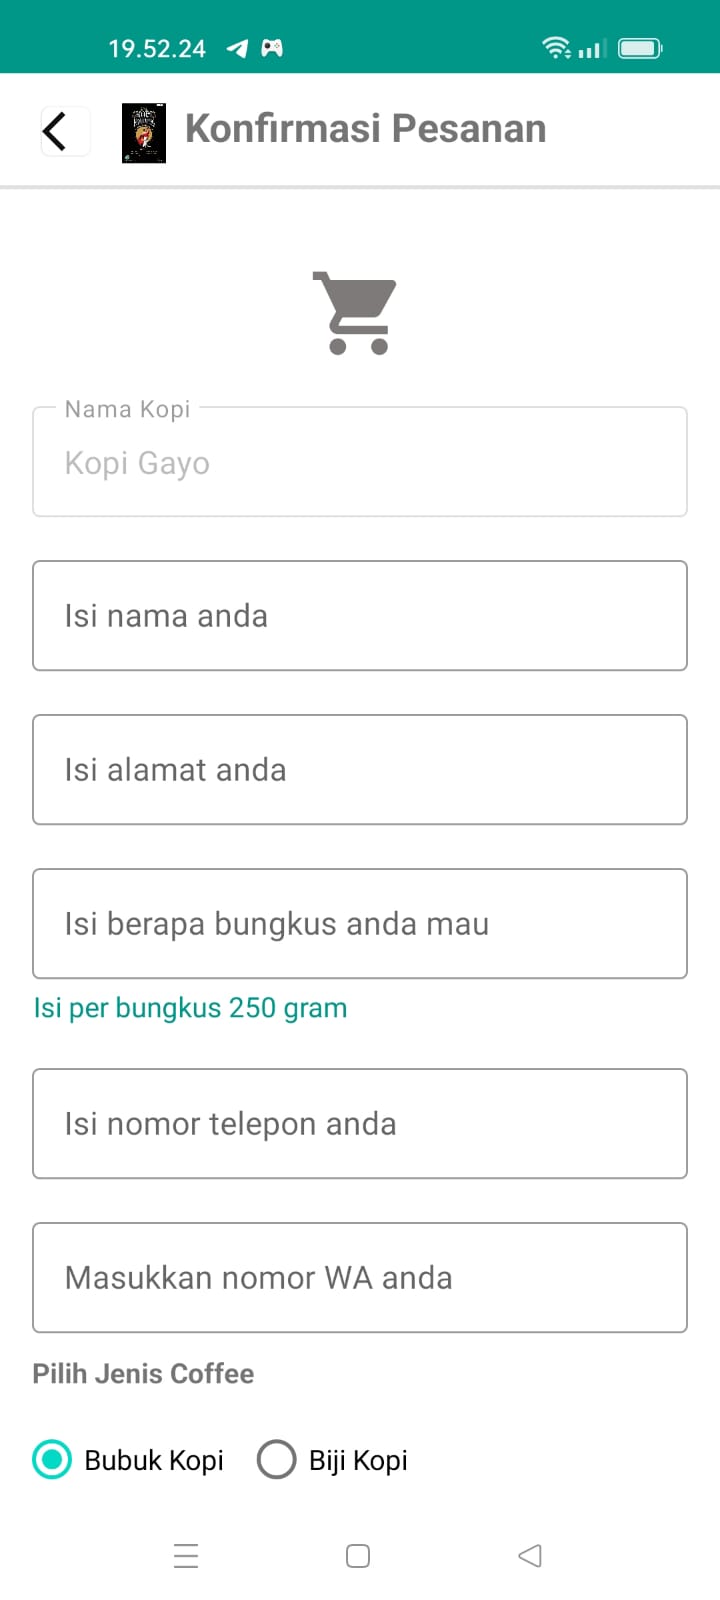 19.52.24
Konfirmasi Pesanan
Nama Kopi
Kopi Gayo
Isi nama anda
Isi alamat anda
Isi berapa bungkus anda mau
Isi per bungkus 250 gram
Isi nomor telepon anda
Masukkan nomor WA anda
Pilih Jenis Coffee
Bubuk Kopi
Biji Kopi